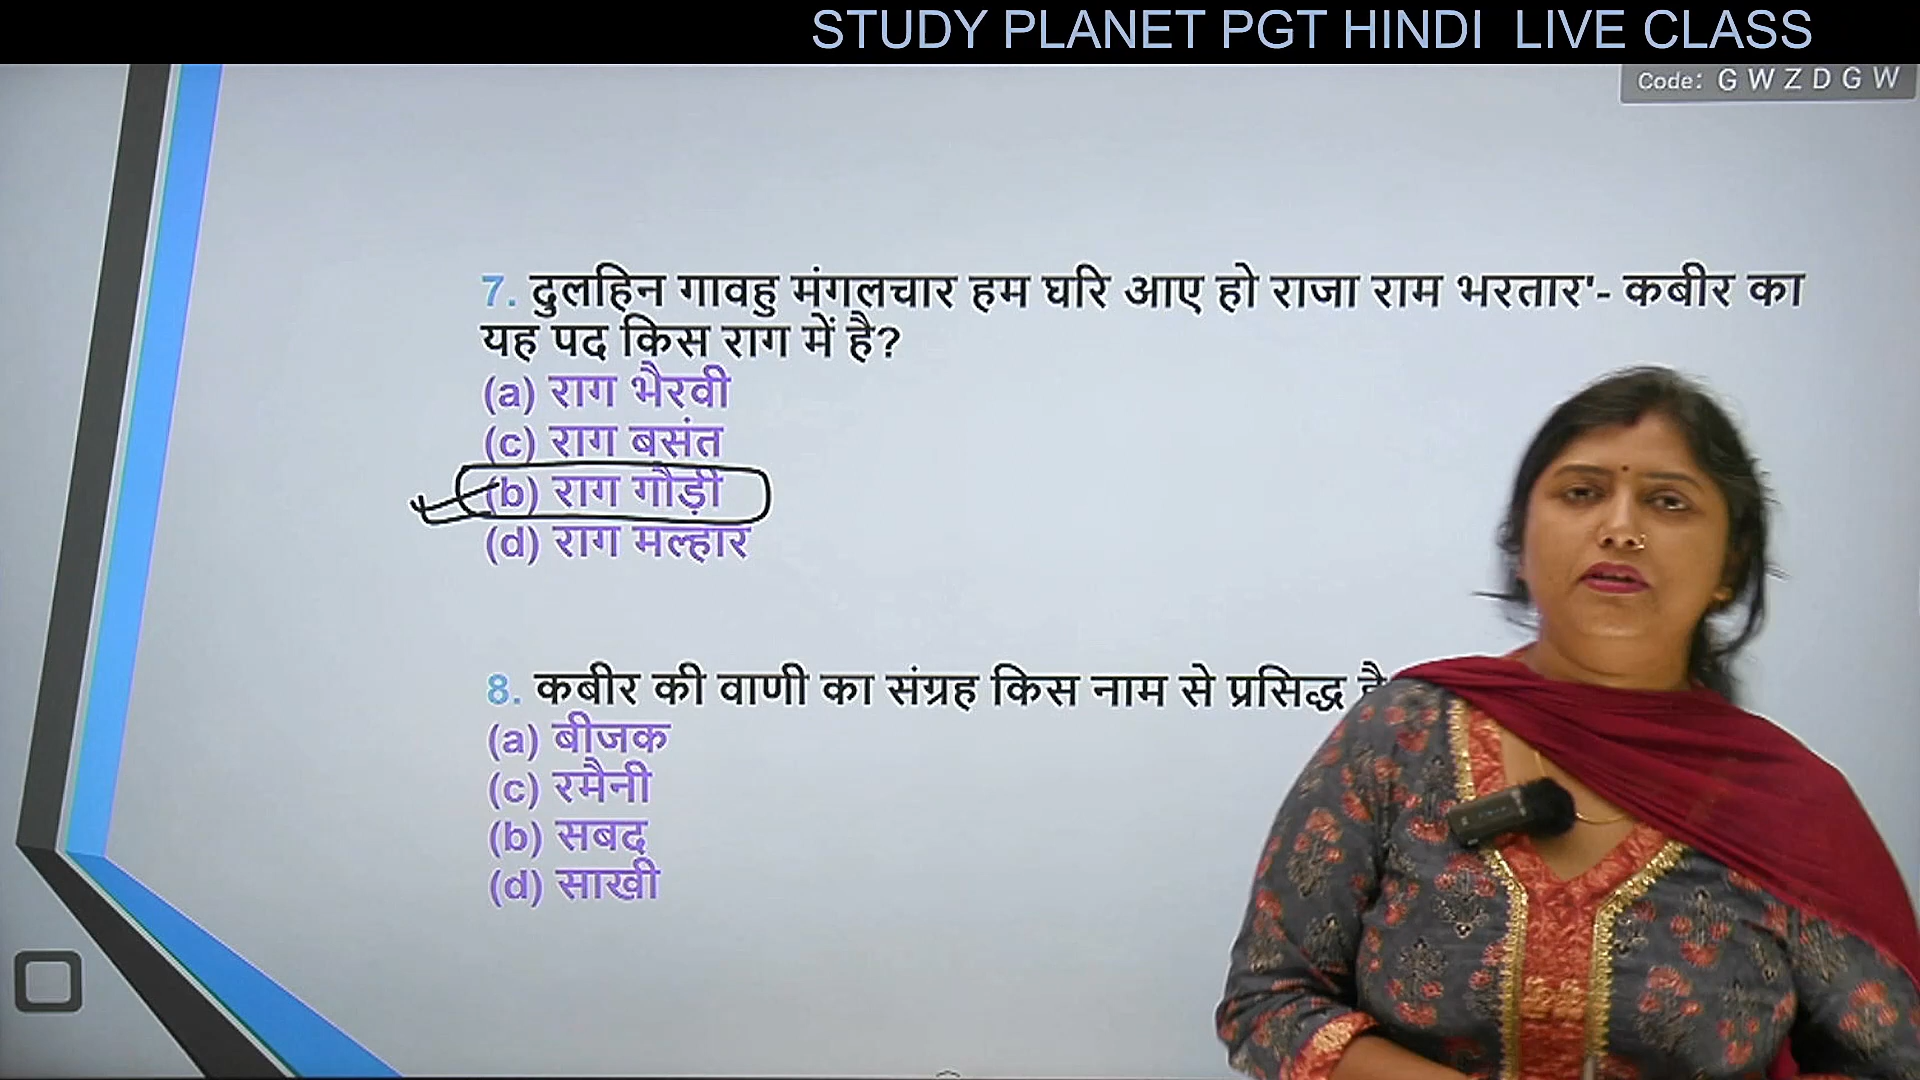 STUDY PLANET PGT HINDI LIVE CLASS
Code: G W Z D G W
7. दुलहिन गावहु मंगलचार हम घरि आए हो राजा राम भरतार'- कबीर का
यह पद किस राग में है?
(a) राग भैरवी
(c) राग बसंत
(b) राग गौड़ी
(d) राग मल्हार
8. कबीर की वाणी का संग्रह किस नाम से प्रसिद्ध
(a) बीजक
(c) रमैनी
(b) सबद
(d) साखी